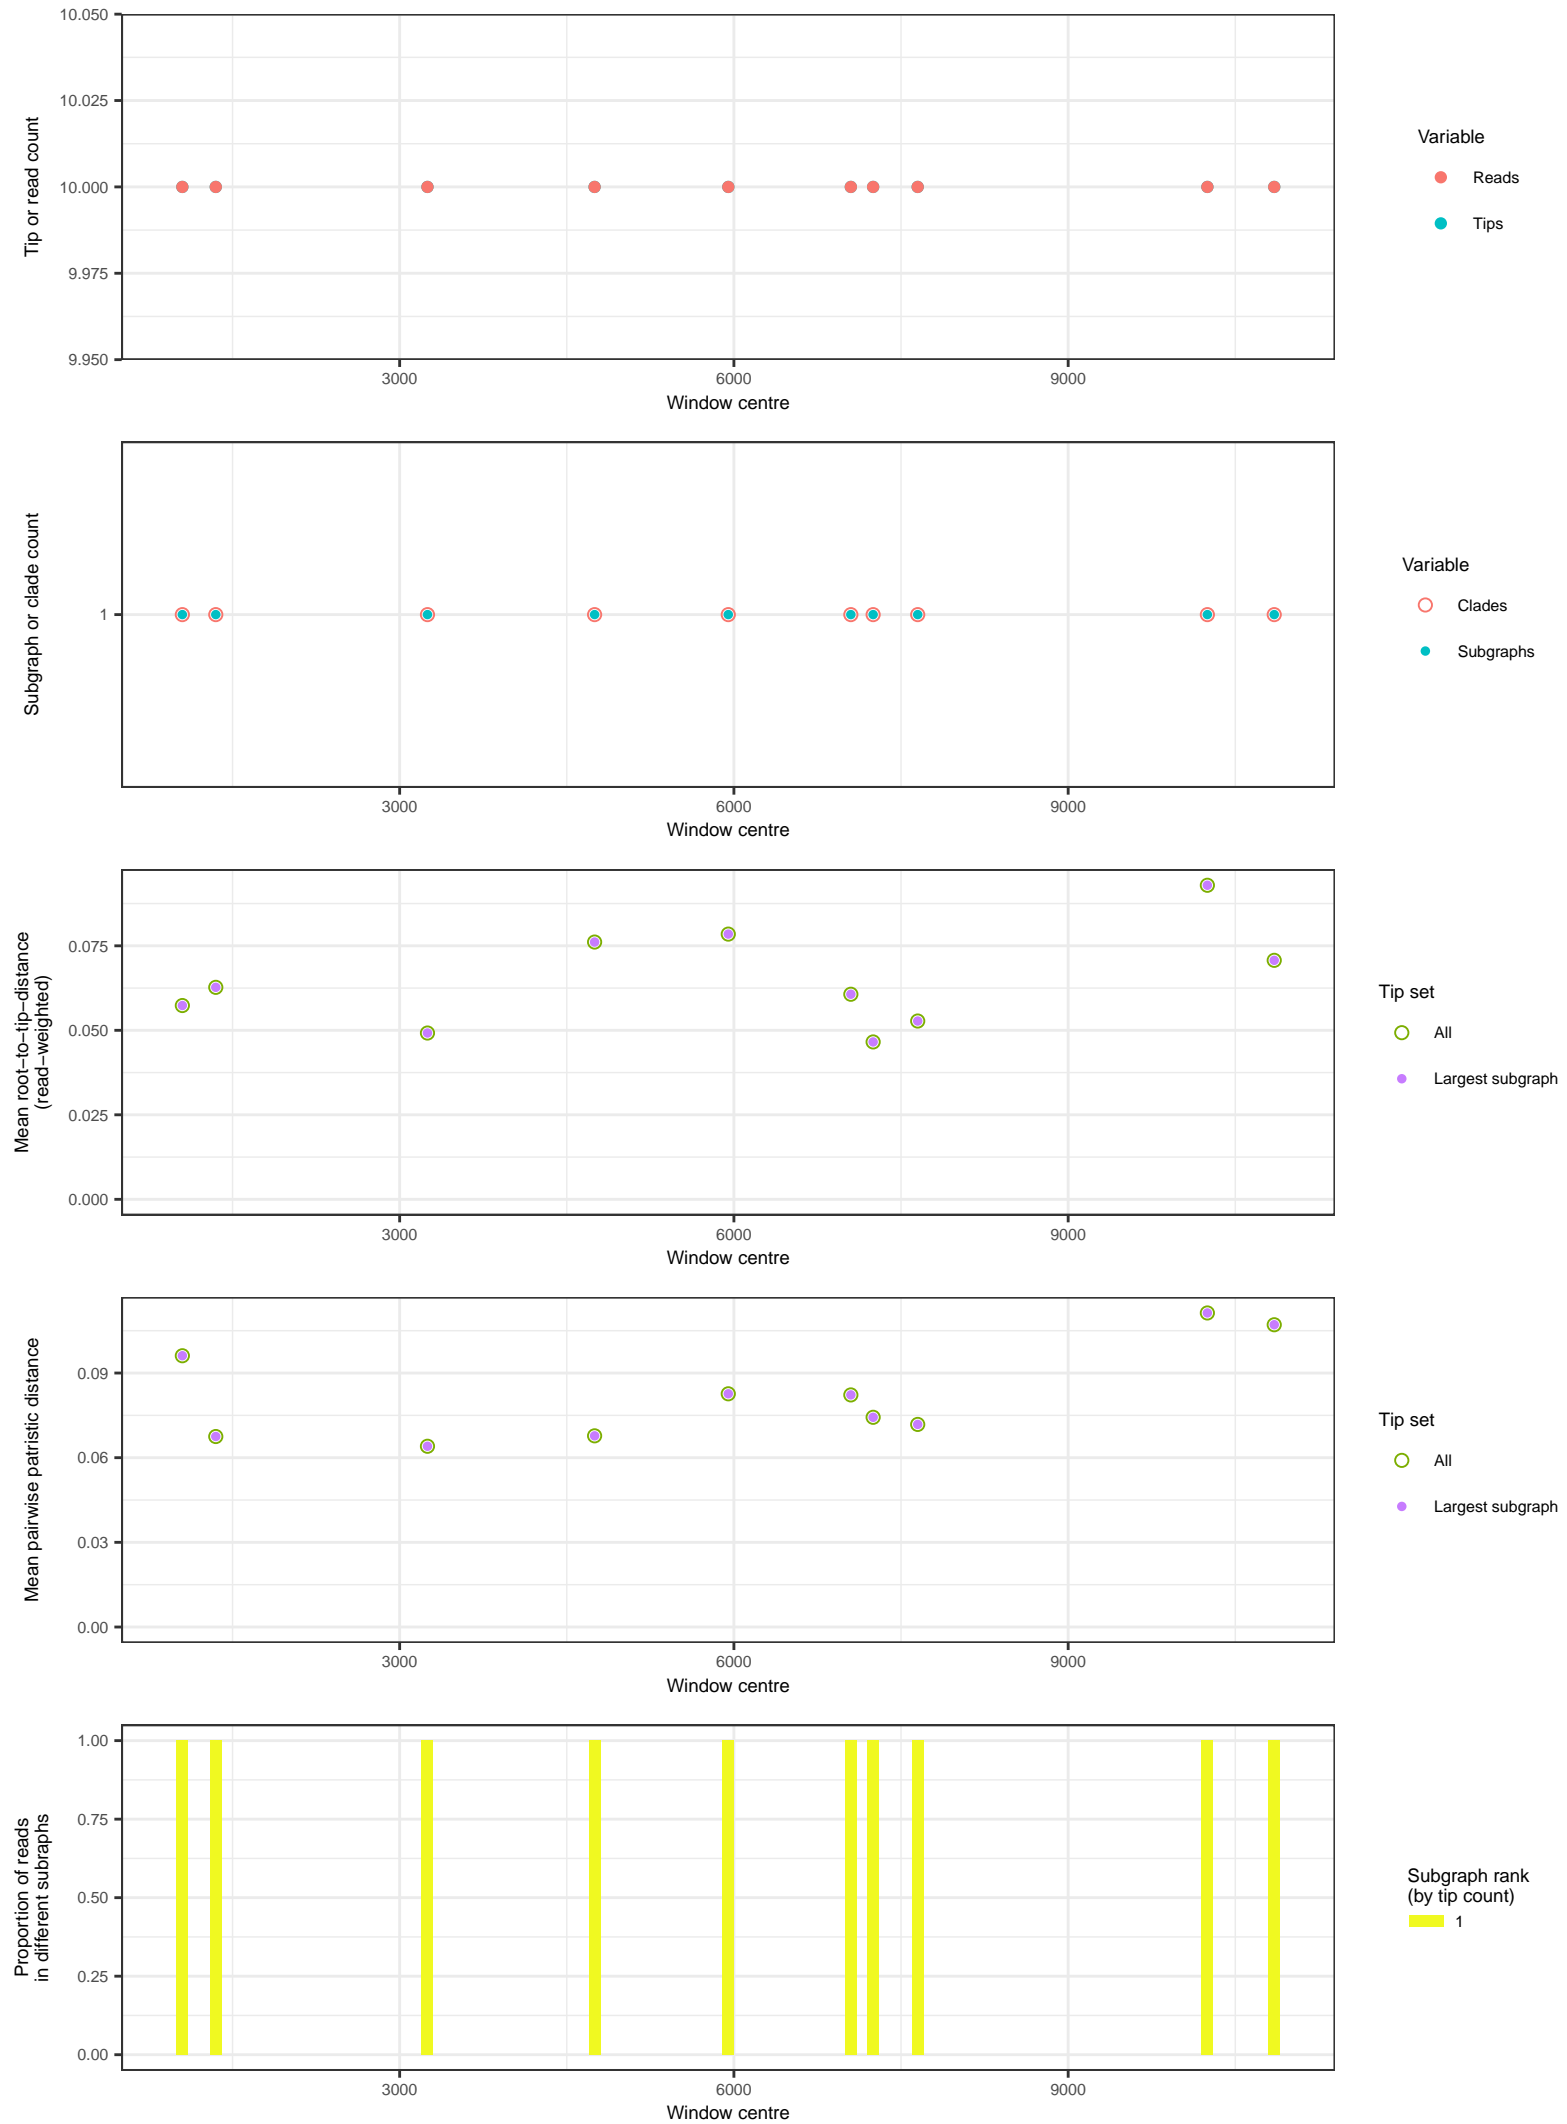 10.050
10.025
10.000
9.975
9.950
Tip or read count
3000
6000
9000
Window centre
Variable
Reads
Tips
1
Subgraph or clade count
3000
6000
9000
Window centre
Variable
Clades
Subgraphs
0.075
0.050
0.025
0.000
Mean root−to−tip−distance
(read−weighted)
3000
6000
9000
Window centre
Tip set
All
Largest subgraph
0.09
0.06
0.03
0.00
Mean pairwise patristic distance
3000
6000
9000
Window centre
Tip set
All
Largest subgraph
1.00
0.75
0.50
0.25
0.00
Proportion of reads
in different subraphs
3000
6000
9000
Window centre
Subgraph rank
(by tip count)
1